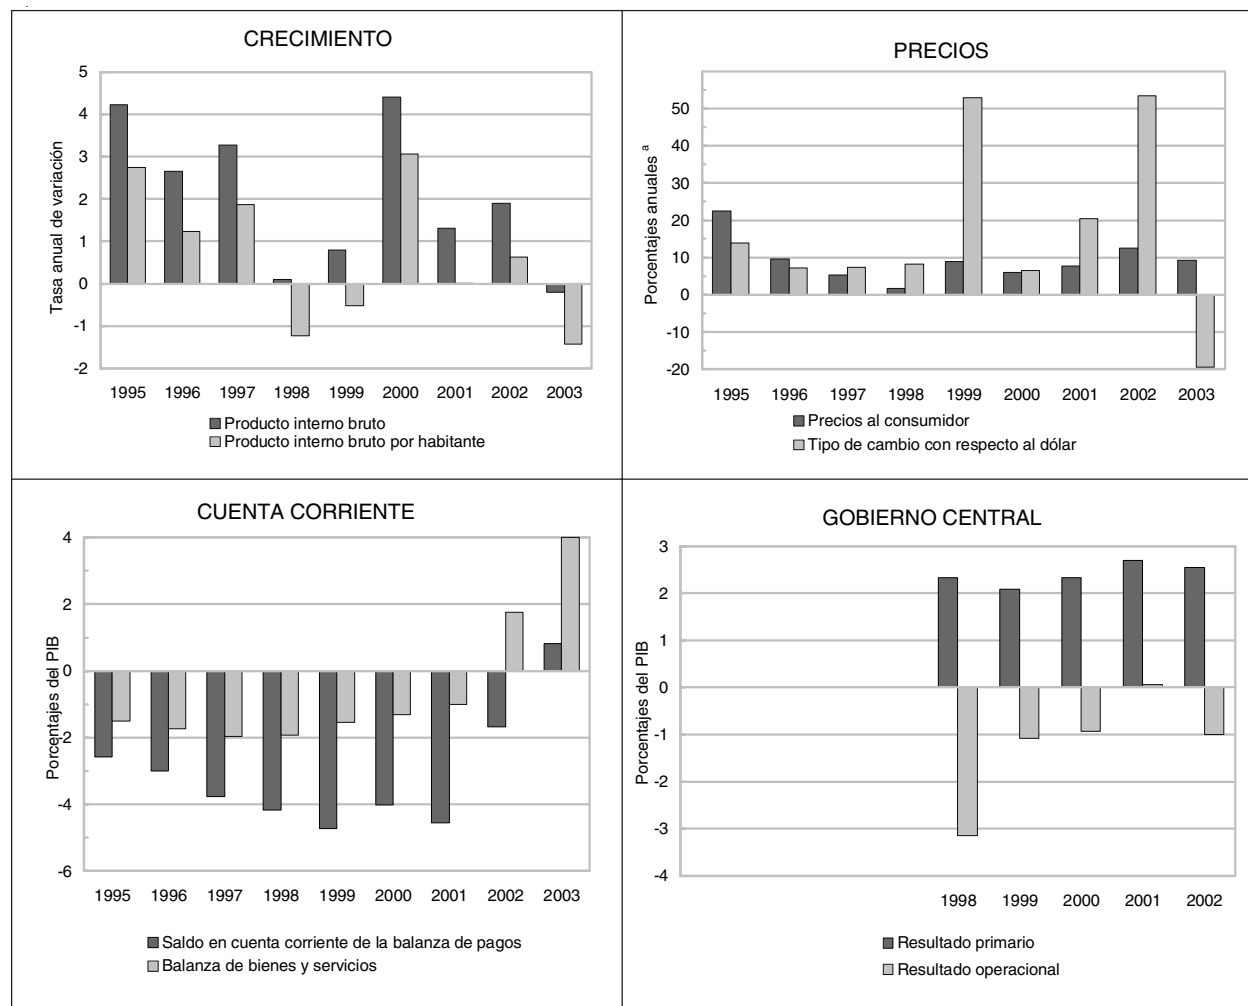 CRECIMIENTO
Tasa anual de variación
5
4
3
2
1
0
-1
-2
1995 1996 1997 1998 1999 2000 2001 2002 2003
Producto interno bruto
Producto interno bruto por habitante
PRECIOS
Porcentajes anuales a
50
40
30
20
10
0
-10
-20
1995 1996 1997 1998 1999 2000 2001 2002 2003
Precios al consumidor
Tipo de cambio con respecto al dólar
CUENTA CORRIENTE
Porcentajes del PIB
4
2
0
-2
-4
-6
1995 1996 1997 1998 1999 2000 2001 2002 2003
Saldo en cuenta corriente de la balanza de pagos
Balanza de bienes y servicios
GOBIERNO CENTRAL
Porcentajes del PIB
3
2
1
0
-1
-2
-3
-4
1998 1999 2000 2001 2002
Resultado primario
Resultado operacional